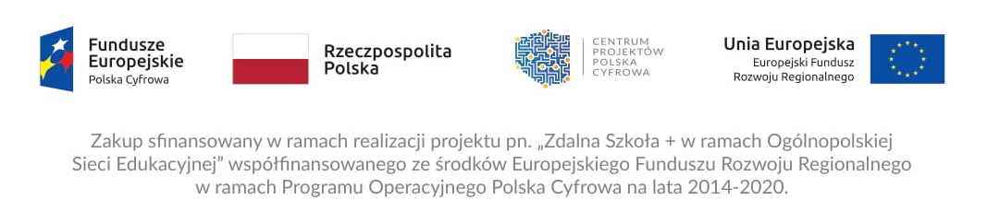 Fundusze
Europejskie
Polska Cyfrowa
Rzeczpospolita
Polska
CENTRUM
PROJEKTÓW
POLSKA
CYFROWA
Unia Europejska
Europejski Fundusz
Rozwoju Regionalnego
Zakup sfinansowany w ramach realizacji projektu pn. „Zdalna Szkoła + w ramach Ogólnopolskiej
Sieci Edukacyjnej” współfinansowanego ze środków Europejskiego Funduszu Rozwoju Regionalnego
w ramach Programu Operacyjnego Polska Cyfrowa na lata 2014-2020.